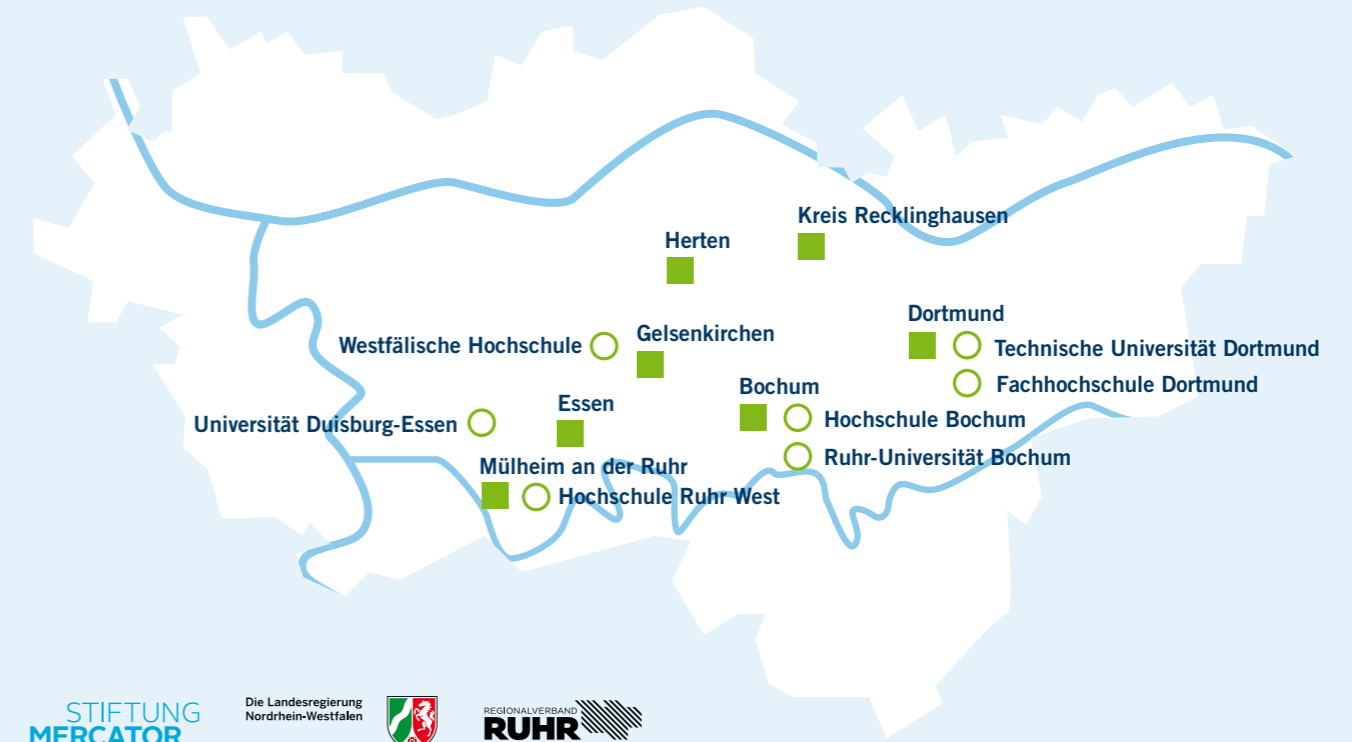 Kreis Recklinghausen
Herten
Dortmund
Gelsenkirchen
Westfälische Hochschule
Technische Universität Dortmund
Fachhochschule Dortmund
Bochum
Essen
Hochschule Bochum
Universität Duisburg-Essen
Ruhr-Universität Bochum
Mülheim an der Ruhr
Hochschule Ruhr West
STIFTUNG
MERCATOR
Die Landesregierung
Nordrhein-Westfalen
REGIONALVERBAND
RUHR